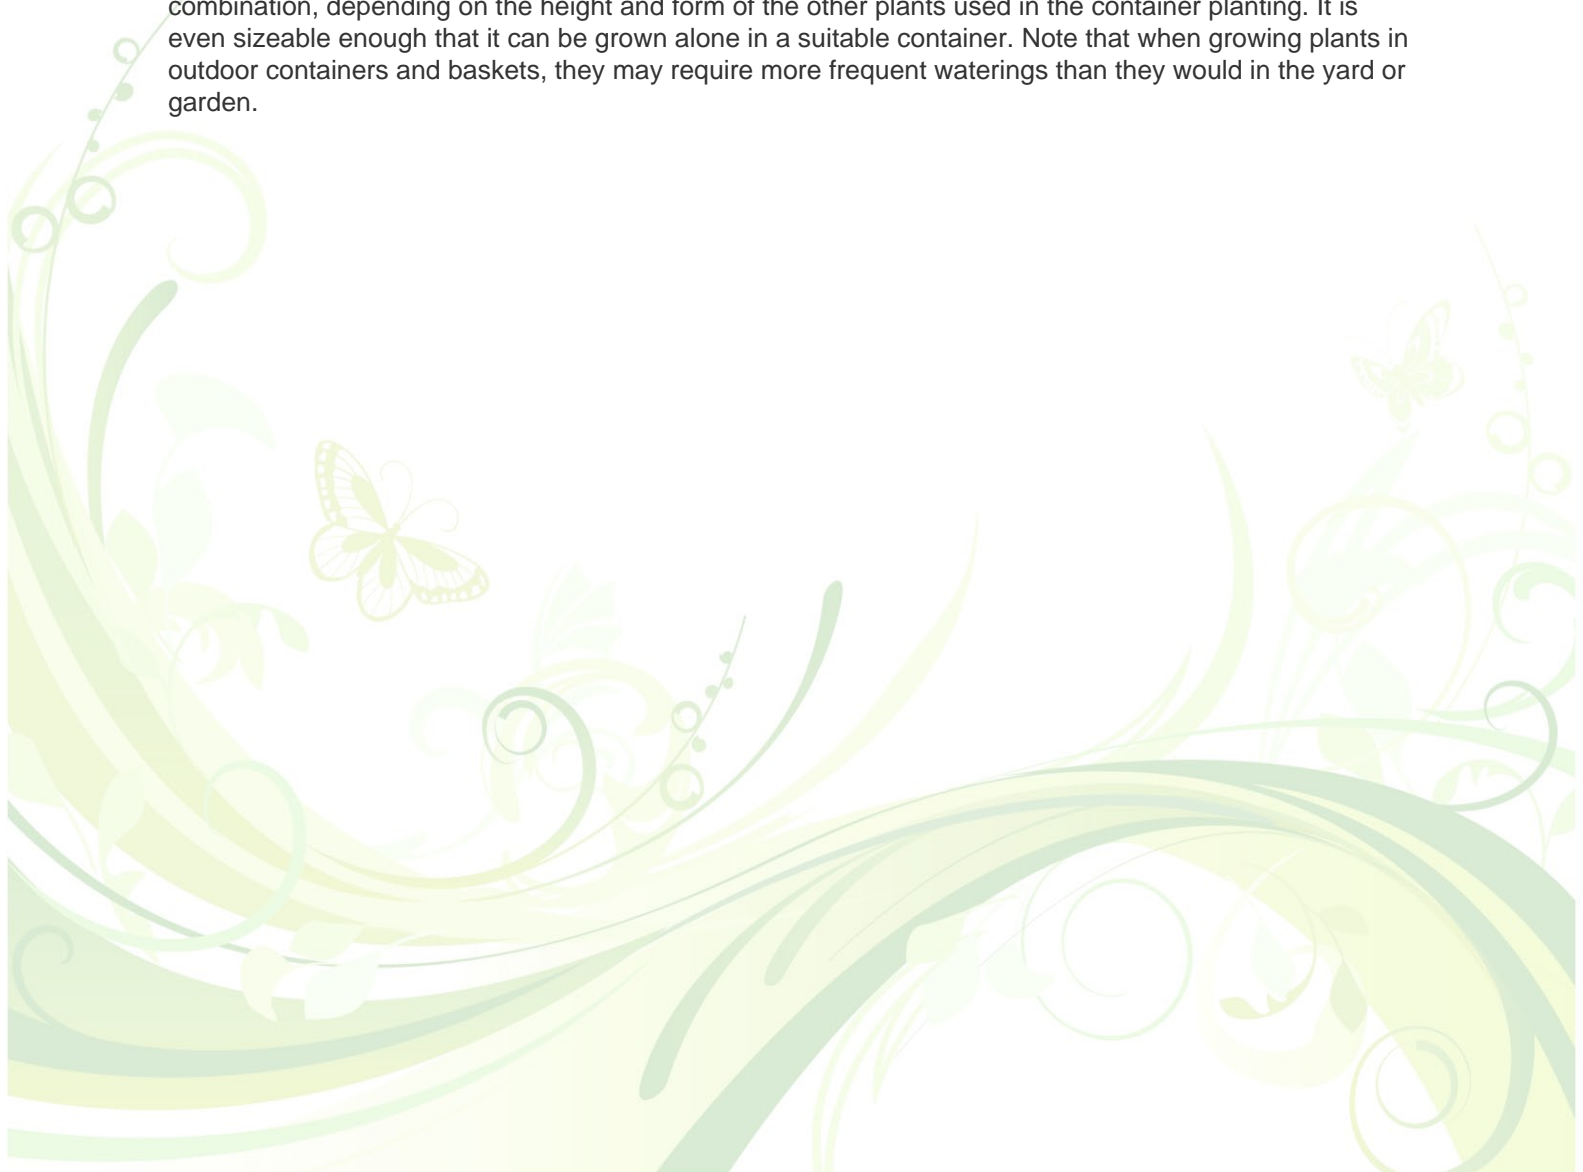 combination, depending on the height and form of the other plants used in the container planting. It is
even sizeable enough that it can be grown alone in a suitable container. Note that when growing plants in
outdoor containers and baskets, they may require more frequent waterings than they would in the yard or
garden.